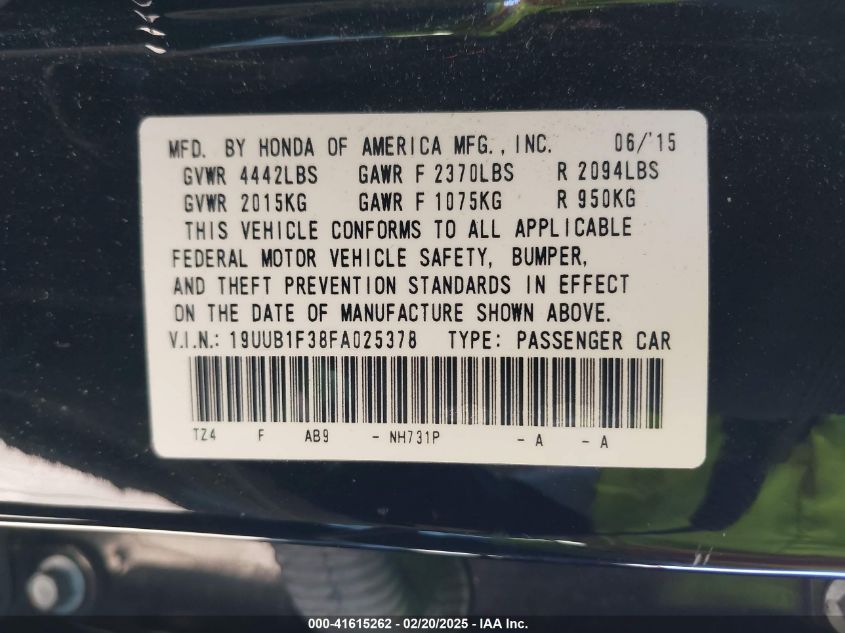 MFD. BY HONDA OF AMERICA MFG., INC. 06/'15
GVWR 4442LBS GAWR F 2370LBS R 2094LBS
GVWR 2015KG GAWR F 1075KG R 950KG
THIS VEHICLE CONFORMS TO ALL APPLICABLE
FEDERAL MOTOR VEHICLE SAFETY, BUMPER,
AND THEFT PREVENTION STANDARDS IN EFFECT
ON THE DATE OF MANUFACTURE SHOWN ABOVE.
V.I.N.: 19UUB1F38FA025378 TYPE: PASSENGER CAR
TZ4 F AB9 - NH731P - A - A
000-41615262 - 02/20/2025 - IAA Inc.